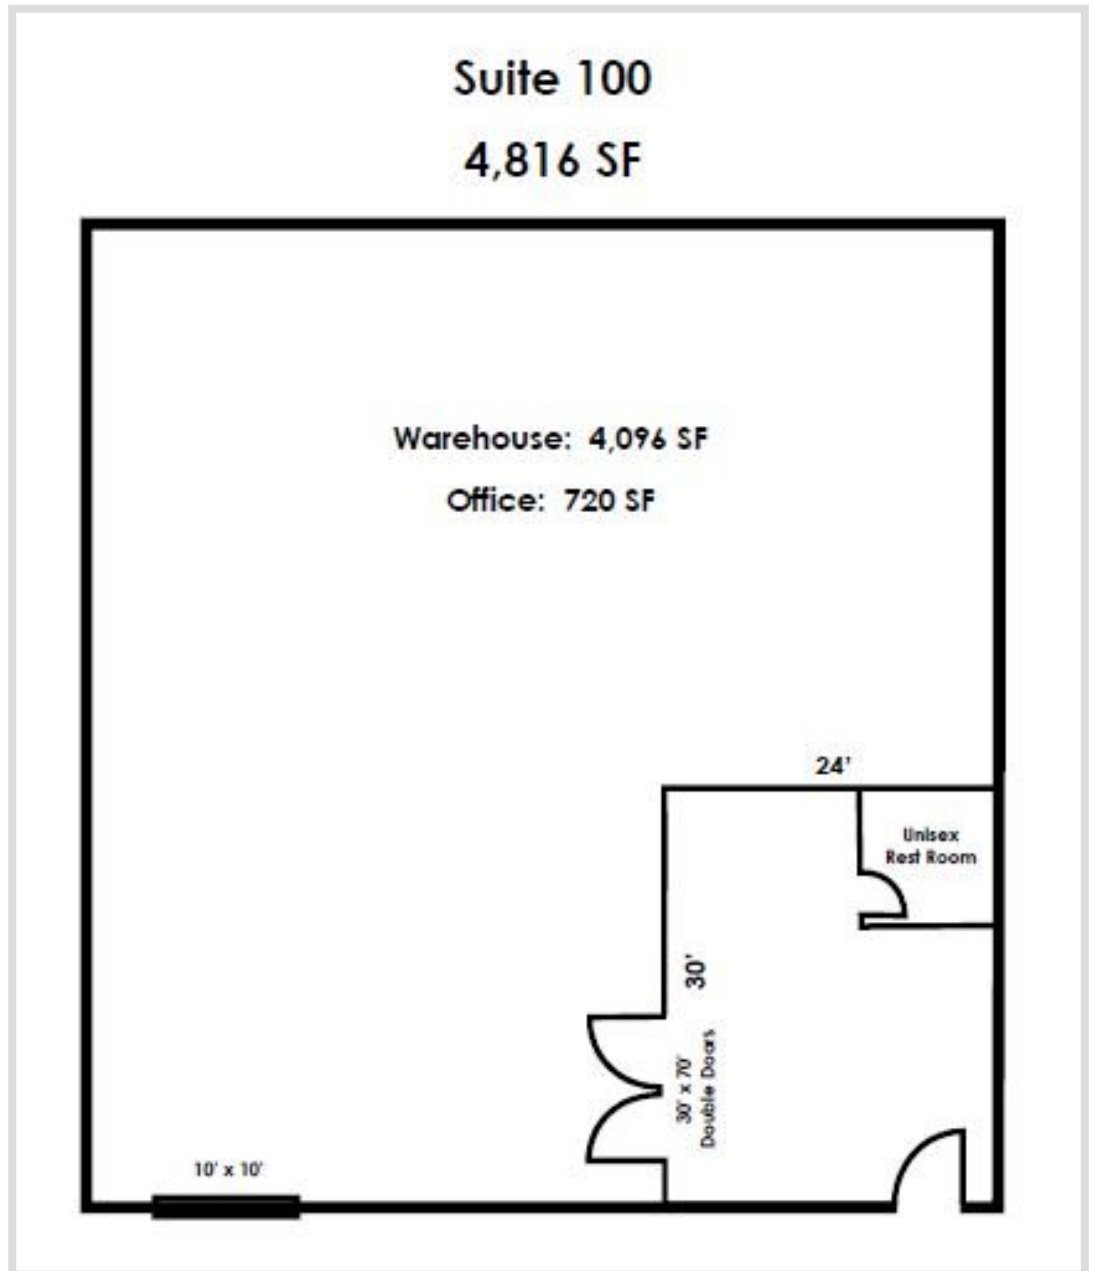 Suite 100
4,816 SF
Warehouse: 4,096 SF
Office: 720 SF
24'
Unisex
Rest Room
30'
30' x 70'
Double Doors
10' x 10'